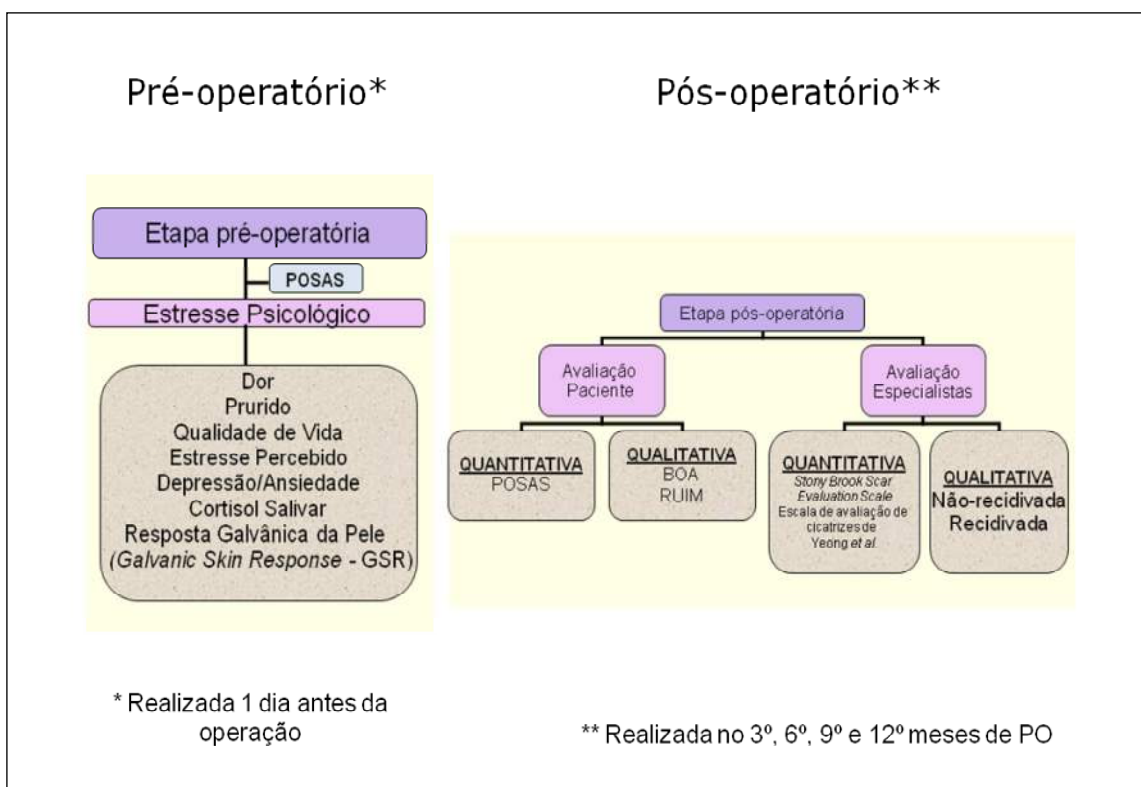 Pré-operatório*
Etapa pré-operatória
POSAS
Estresse Psicológico
Dor
Prurido
Qualidade de Vida
Estresse Percebido
Depressão/Ansiedade
Cortisol Salivar
Resposta Galvânica da Pele
(Galvanic Skin Response - GSR)
* Realizada 1 dia antes da
operação
Pós-operatório**
Etapa pós-operatória
Avaliação
Paciente
Avaliação
Especialistas
QUANTITATIVA
POSAS
QUALITATIVA
BOA
RUIM
QUANTITATIVA
Stony Brook Scar
Evaluation Scale
Escala de avaliação de
cicatrizes de
Yeong et al.
QUALITATIVA
Não-recidivada
Recidivada
** Realizada no 3º, 6º, 9º e 12º meses de PO